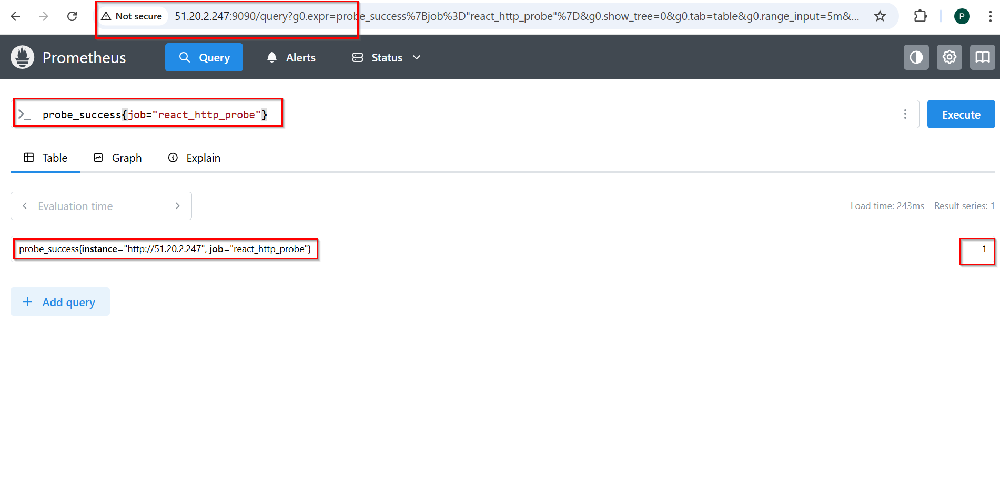 Not secure 51.20.2.247:9090/query?g0.expr=probe_success%7Bjob%3D"react_http_probe"%7D&g0.show_tree=0&g0.tab=table&g0.range_input=5m&... P
Prometheus Query Alerts Status
>_ probe_success{job="react_http_probe"} Execute
Table Graph Explain
Evaluation time Load time: 243ms Result series: 1
probe_success{instance="http://51.20.2.247", job="react_http_probe"} 1
+ Add query